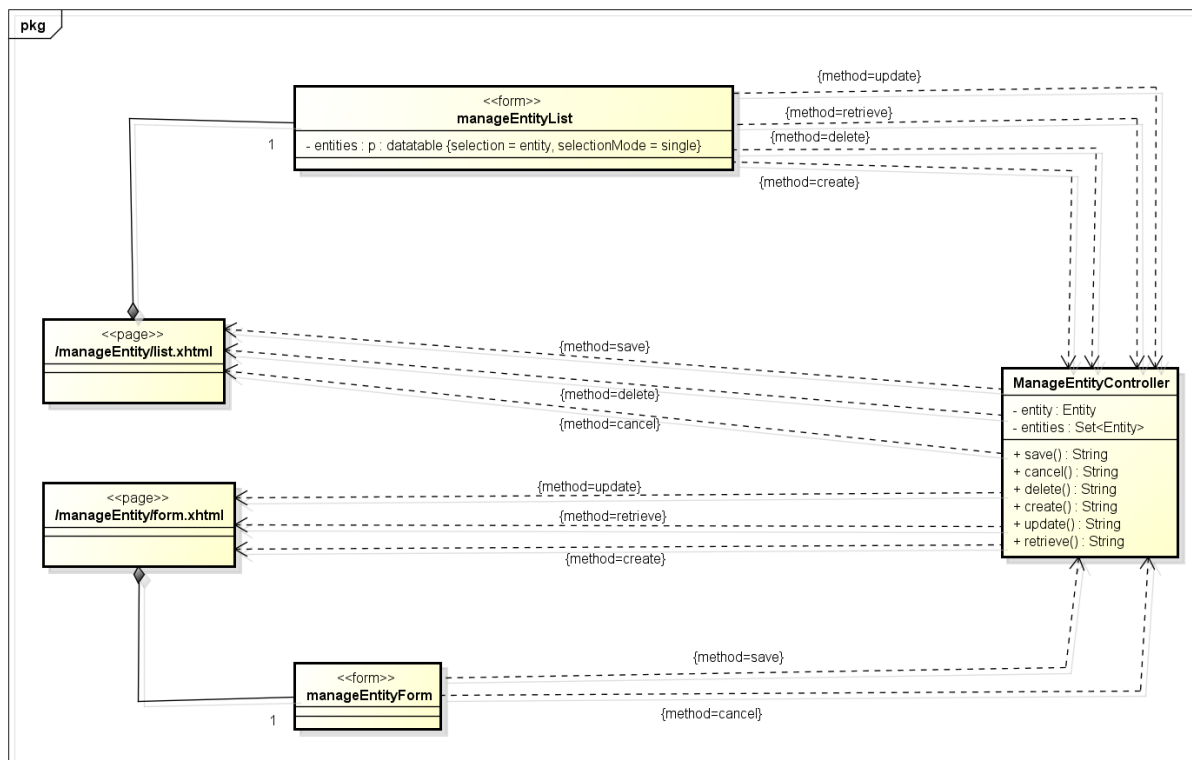 pkg
{method=update}
<<form>>
manageEntityList
{method=retrieve}
1
- entities : p : datatable {selection = entity, selectionMode = single}
{method=delete}
{method=create}
<<page>>
/manageEntity/list.xhtml
{method=save}
{method=delete}
{method=cancel}
ManageEntityController
- entity : Entity
- entities : Set<Entity>
+ save() : String
+ cancel() : String
+ delete() : String
+ create() : String
+ update() : String
+ retrieve() : String
<<page>>
/manageEntity/form.xhtml
{method=update}
{method=retrieve}
{method=create}
<<form>>
manageEntityForm
1
{method=save}
{method=cancel}